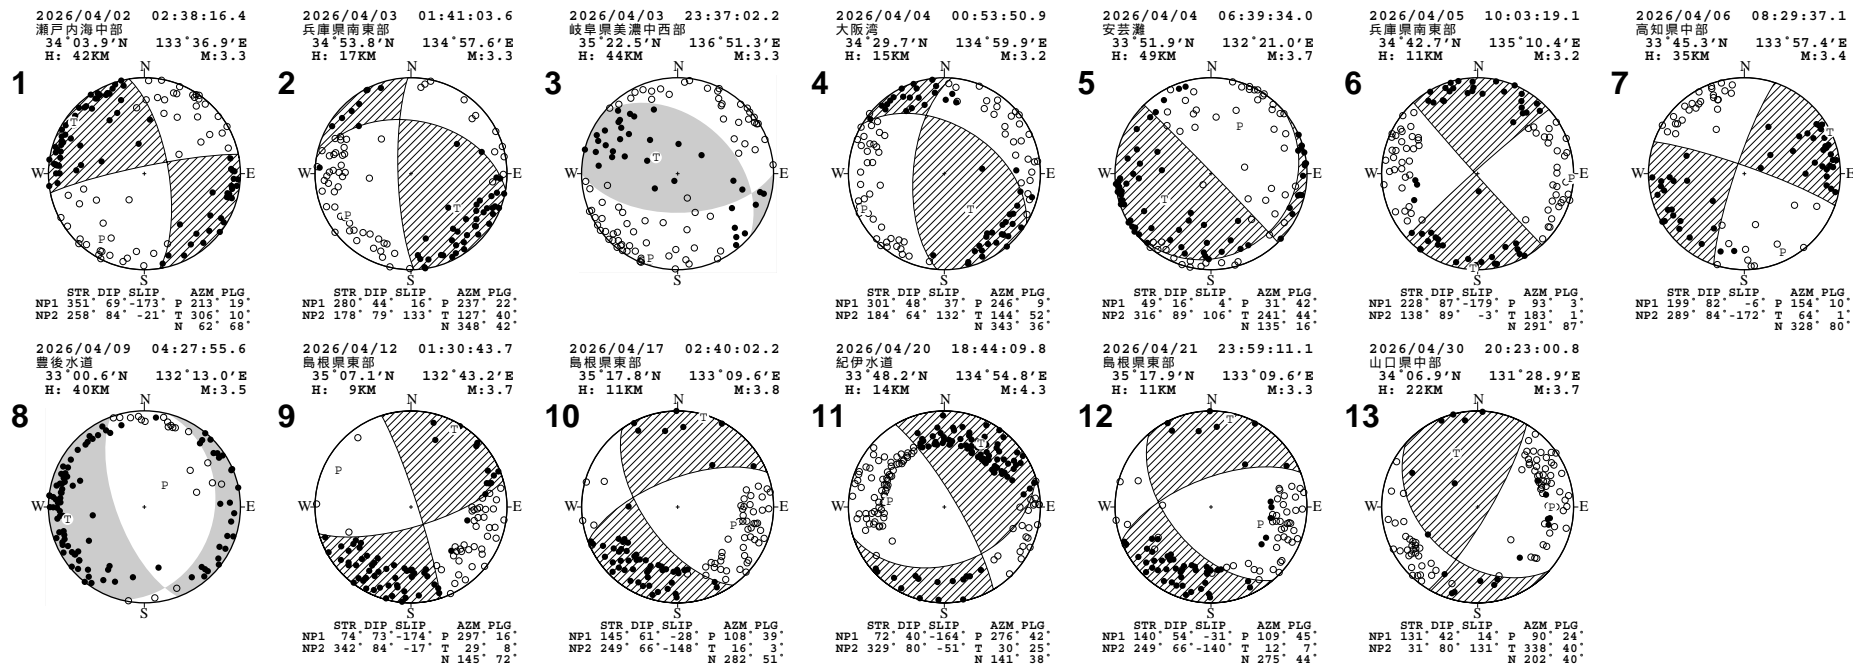 1
2026/04/02 02:38:16.4
瀬戸内海中部
34˚03.9'N 133˚36.9'E
H: 42KM M:3.3
N
W
E
S
T
P
STR DIP SLIP AZM PLG
NP1 351˚ 69˚-173˚ P 213˚ 19˚
NP2 258˚ 84˚ -21˚ T 306˚ 10˚
N 62˚ 68˚
2
2026/04/03 01:41:03.6
兵庫県南東部
34˚53.8'N 134˚57.6'E
H: 17KM M:3.3
N
W
E
S
P
T
STR DIP SLIP AZM PLG
NP1 280˚ 44˚ 16˚ P 237˚ 22˚
NP2 178˚ 79˚ 133˚ T 127˚ 40˚
N 348˚ 42˚
3
2026/04/03 23:37:02.2
岐阜県美濃中西部
35˚22.5'N 136˚51.3'E
H: 44KM M:3.3
N
W
E
S
T
P
4
2026/04/04 00:53:50.9
大阪湾
34˚29.7'N 134˚59.9'E
H: 15KM M:3.2
N
W
E
S
P
T
STR DIP SLIP AZM PLG
NP1 301˚ 48˚ 37˚ P 246˚ 9˚
NP2 184˚ 64˚ 132˚ T 144˚ 52˚
N 343˚ 36˚
5
2026/04/04 06:39:34.0
安芸灘
33˚51.9'N 132˚21.0'E
H: 49KM M:3.7
N
W
E
S
P
T
STR DIP SLIP AZM PLG
NP1 49˚ 16˚ 4˚ P 31˚ 42˚
NP2 316˚ 89˚ 106˚ T 241˚ 44˚
N 135˚ 16˚
6
2026/04/05 10:03:19.1
兵庫県南東部
34˚42.7'N 135˚10.4'E
H: 11KM M:3.2
N
W
E
S
P
T
STR DIP SLIP AZM PLG
NP1 228˚ 87˚-179˚ P 93˚ 3˚
NP2 138˚ 89˚ -3˚ T 183˚ 1˚
N 291˚ 87˚
7
2026/04/06 08:29:37.1
高知県中部
33˚45.3'N 133˚57.4'E
H: 35KM M:3.4
N
W
E
S
T
P
STR DIP SLIP AZM PLG
NP1 199˚ 82˚ -6˚ P 154˚ 10˚
NP2 289˚ 84˚-172˚ T 64˚ 1˚
N 328˚ 80˚
8
2026/04/09 04:27:55.6
豊後水道
33˚00.6'N 132˚13.0'E
H: 40KM M:3.5
N
W
E
S
P
T
9
2026/04/12 01:30:43.7
島根県東部
35˚07.1'N 132˚43.2'E
H: 9KM M:3.7
N
W
E
S
T
P
STR DIP SLIP AZM PLG
NP1 74˚ 73˚-174˚ P 297˚ 16˚
NP2 342˚ 84˚ -17˚ T 29˚ 8˚
N 145˚ 72˚
10
2026/04/17 02:40:02.2
島根県東部
35˚17.8'N 133˚09.6'E
H: 11KM M:3.8
N
W
E
S
T
P
STR DIP SLIP AZM PLG
NP1 145˚ 61˚ -28˚ P 108˚ 39˚
NP2 249˚ 66˚-148˚ T 16˚ 3˚
N 282˚ 51˚
11
2026/04/20 18:44:09.8
紀伊水道
33˚48.2'N 134˚54.8'E
H: 14KM M:4.3
N
W
E
S
T
P
STR DIP SLIP AZM PLG
NP1 72˚ 40˚-164˚ P 276˚ 42˚
NP2 329˚ 80˚ -51˚ T 30˚ 25˚
N 141˚ 38˚
12
2026/04/21 23:59:11.1
島根県東部
35˚17.9'N 133˚09.6'E
H: 11KM M:3.3
N
W
E
S
T
P
STR DIP SLIP AZM PLG
NP1 140˚ 54˚ -31˚ P 109˚ 45˚
NP2 249˚ 66˚-140˚ T 12˚ 7˚
N 275˚ 44˚
13
2026/04/30 20:23:00.8
山口県中部
34˚06.9'N 131˚28.9'E
H: 22KM M:3.7
N
W
E
S
T
P
STR DIP SLIP AZM PLG
NP1 131˚ 42˚ 14˚ P 90˚ 24˚
NP2 31˚ 80˚ 131˚ T 338˚ 40˚
N 202˚ 40˚